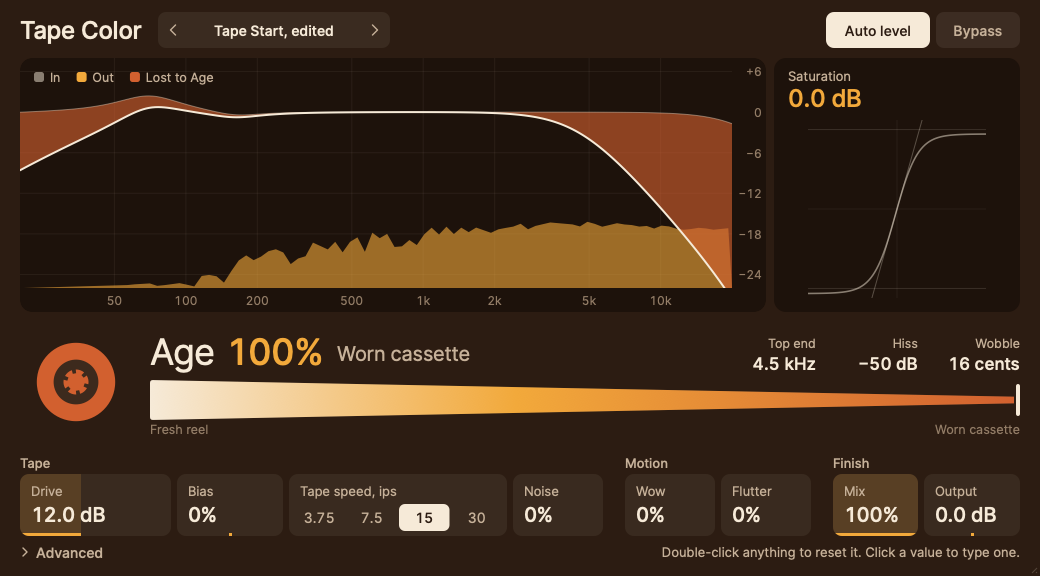 Tape Color
Tape Start, edited
Auto level
Bypass
In
Out
Lost to Age
+6
0
−6
−12
−18
−24
50
100
200
500
1k
2k
5k
10k
Saturation
0.0 dB
Age 100% Worn cassette
Top end
4.5 kHz
Hiss
−50 dB
Wobble
16 cents
Fresh reel
Worn cassette
Tape
Drive
12.0 dB
Bias
0%
Tape speed, ips
3.75 7.5 15 30
Noise
0%
Motion
Wow
0%
Flutter
0%
Finish
Mix
100%
Output
0.0 dB
Advanced
Double-click anything to reset it. Click a value to type one.